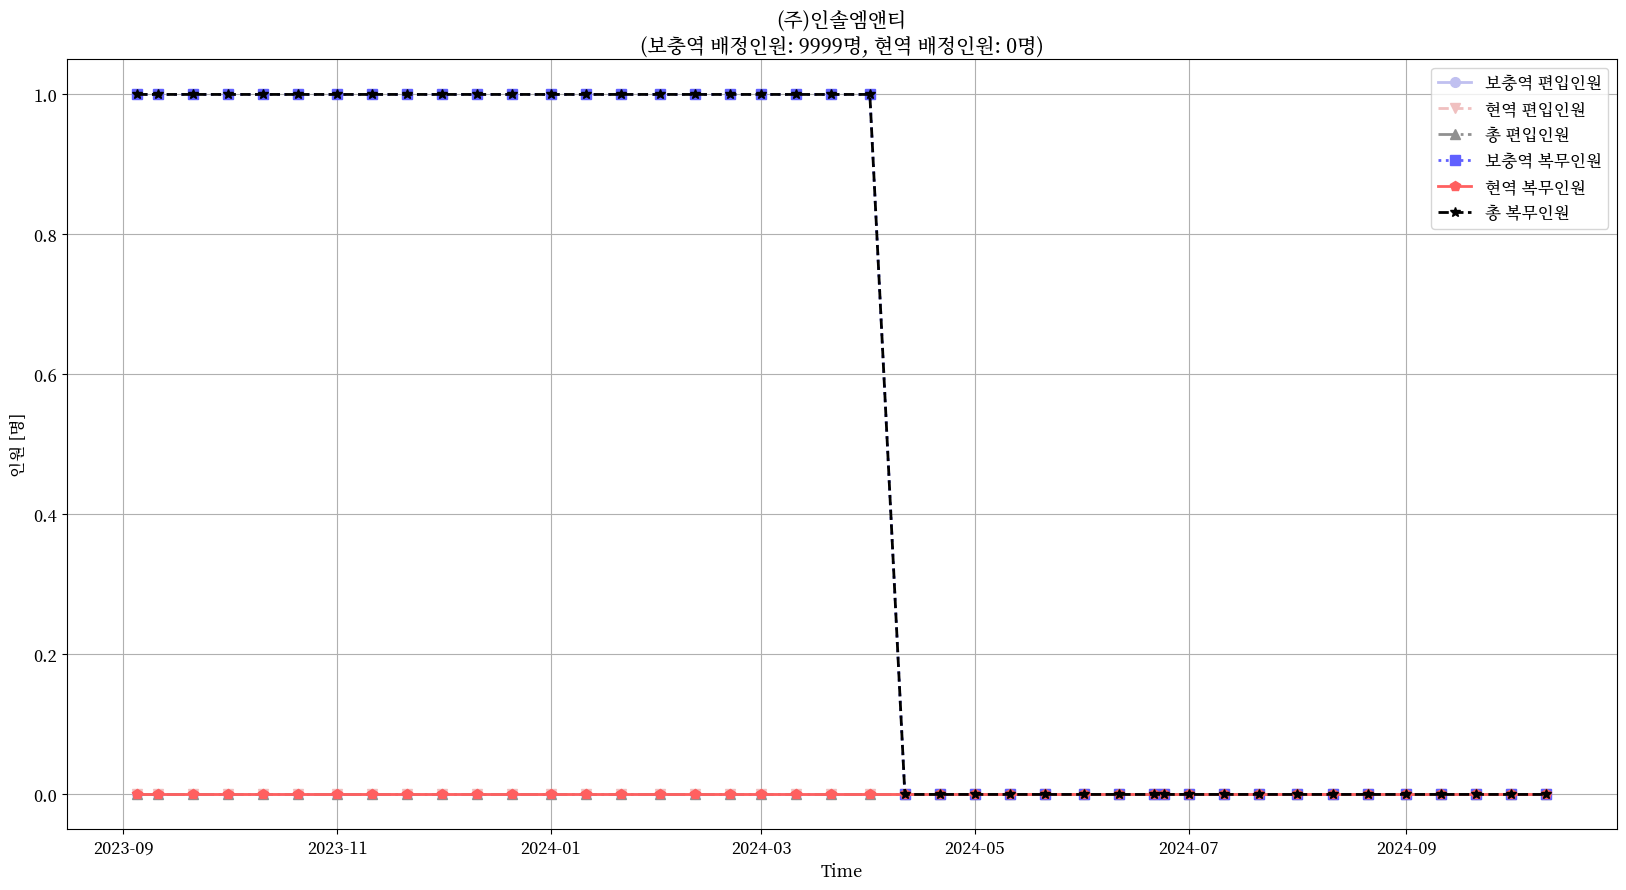 (주)인솔엠앤티
(보충역 배정인원: 9999명, 현역 배정인원: 0명)
보충역 편입인원
현역 편입인원
총 편입인원
보충역 복무인원
현역 복무인원
총 복무인원
인원 [명]
1.0
0.8
0.6
0.4
0.2
0.0
2023-09
2023-11
2024-01
2024-03
2024-05
2024-07
2024-09
Time